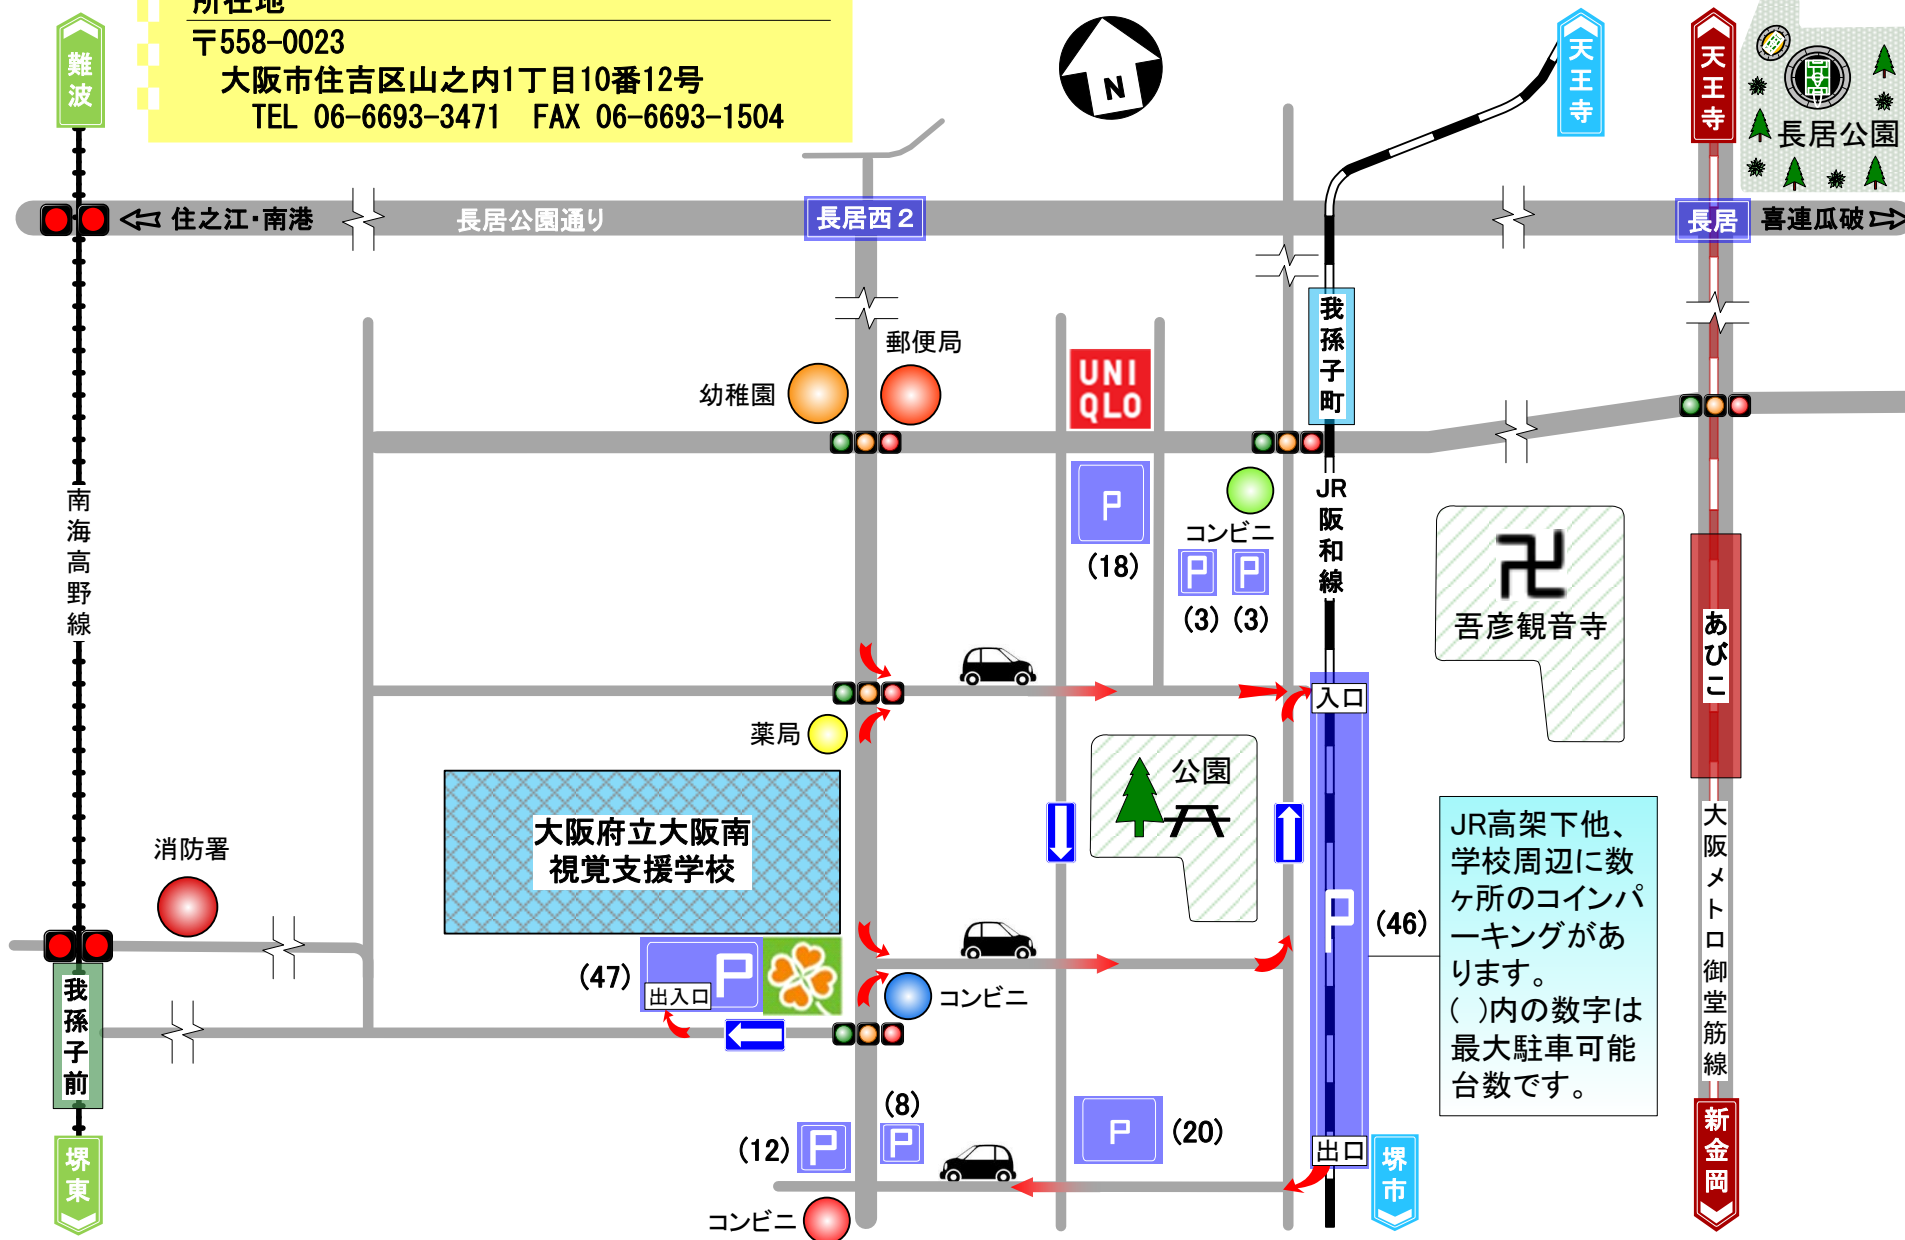 所在地
〒558-0023
大阪市住吉区山之内1丁目10番12号
TEL 06-6693-3471 FAX 06-6693-1504
難波
N
天王寺
天王寺
長居公園
住之江･南港
長居公園通り
長居西2
長居
喜連瓜破
我孫子町
郵便局
幼稚園
UNI
QLO
南海高野線
P
(18)
コンビニ
P
P
(3)
(3)
JR阪和線
吾彦観音寺
あびこ
入口
薬局
公園
大阪府立大阪南
視覚支援学校
消防署
P
(46)
JR高架下他、
学校周辺に数
ヶ所のコインパ
ーキングがあ
ります。
( )内の数字は
最大駐車可能
台数です。
大阪メトロ御堂筋線
(47)
P
出入口
コンビニ
我孫子前
(8)
P
(12)
P
P
(20)
出口
堺市
新金岡
堺東
コンビニ